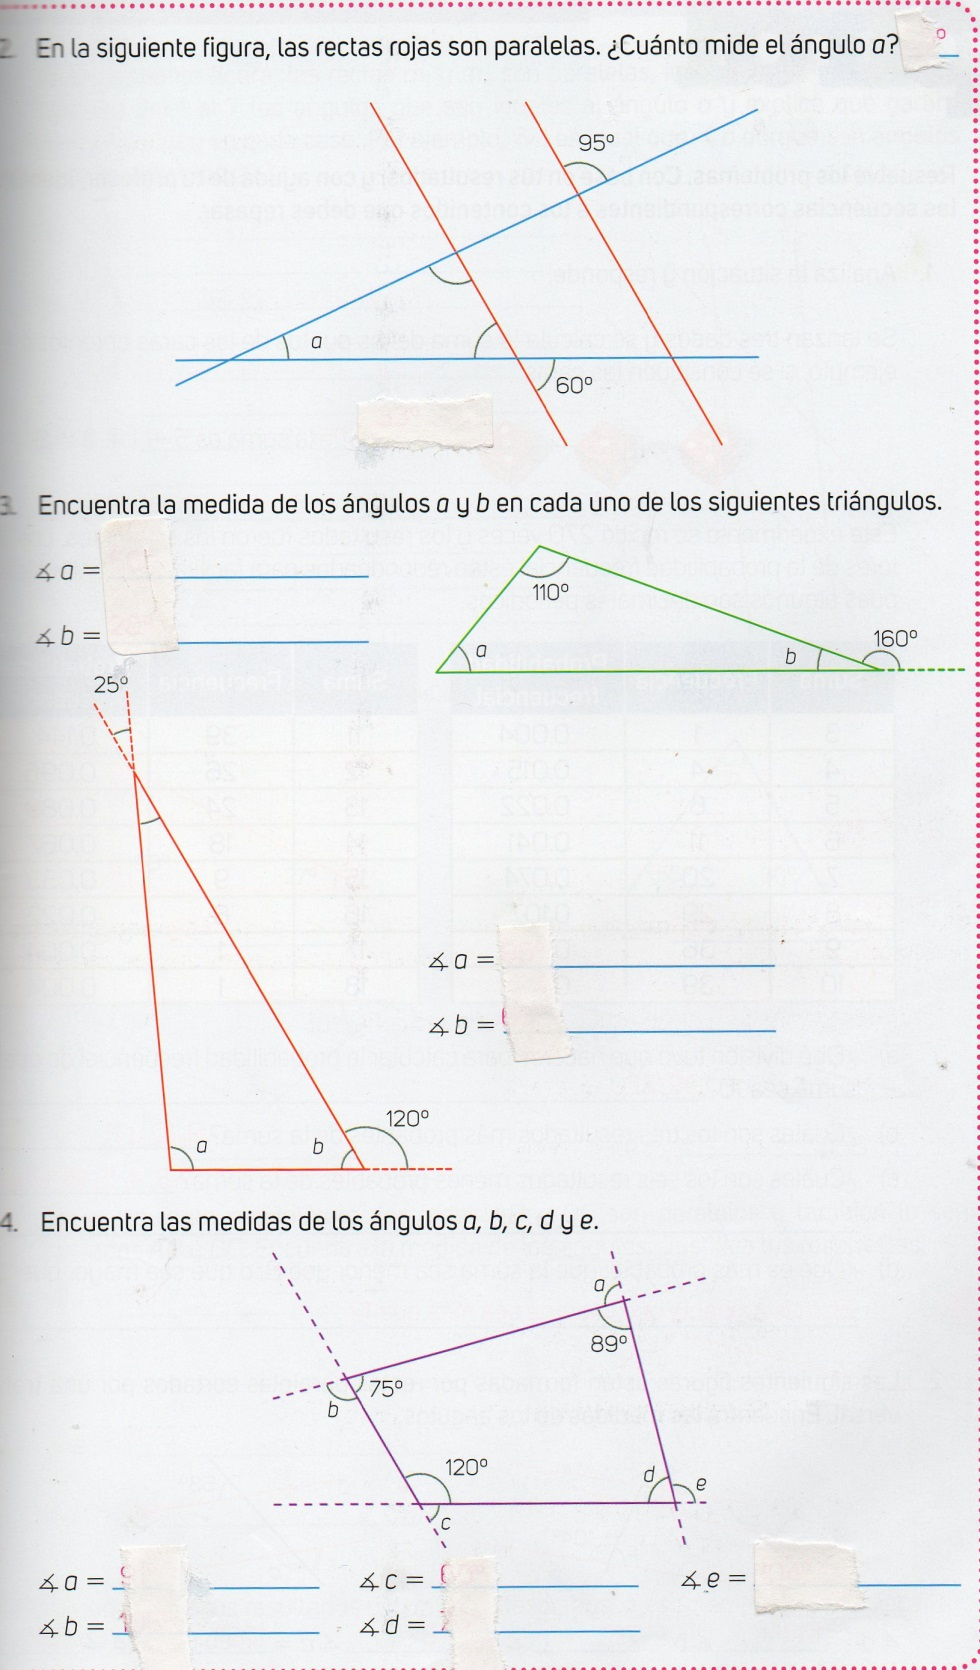 2. En la siguiente figura, las rectas rojas son paralelas. ¿Cuánto mide el ángulo a?
95°
a
60°
3. Encuentra la medida de los ángulos a y b en cada uno de los siguientes triángulos.
∡ a =
∡ b =
110°
a
b
160°
25°
∡ a =
∡ b =
120°
a
b
4. Encuentra las medidas de los ángulos a, b, c, d y e.
a
89°
75°
b
120°
d
e
c
∡ a =
∡ c =
∡ e =
∡ b =
∡ d =